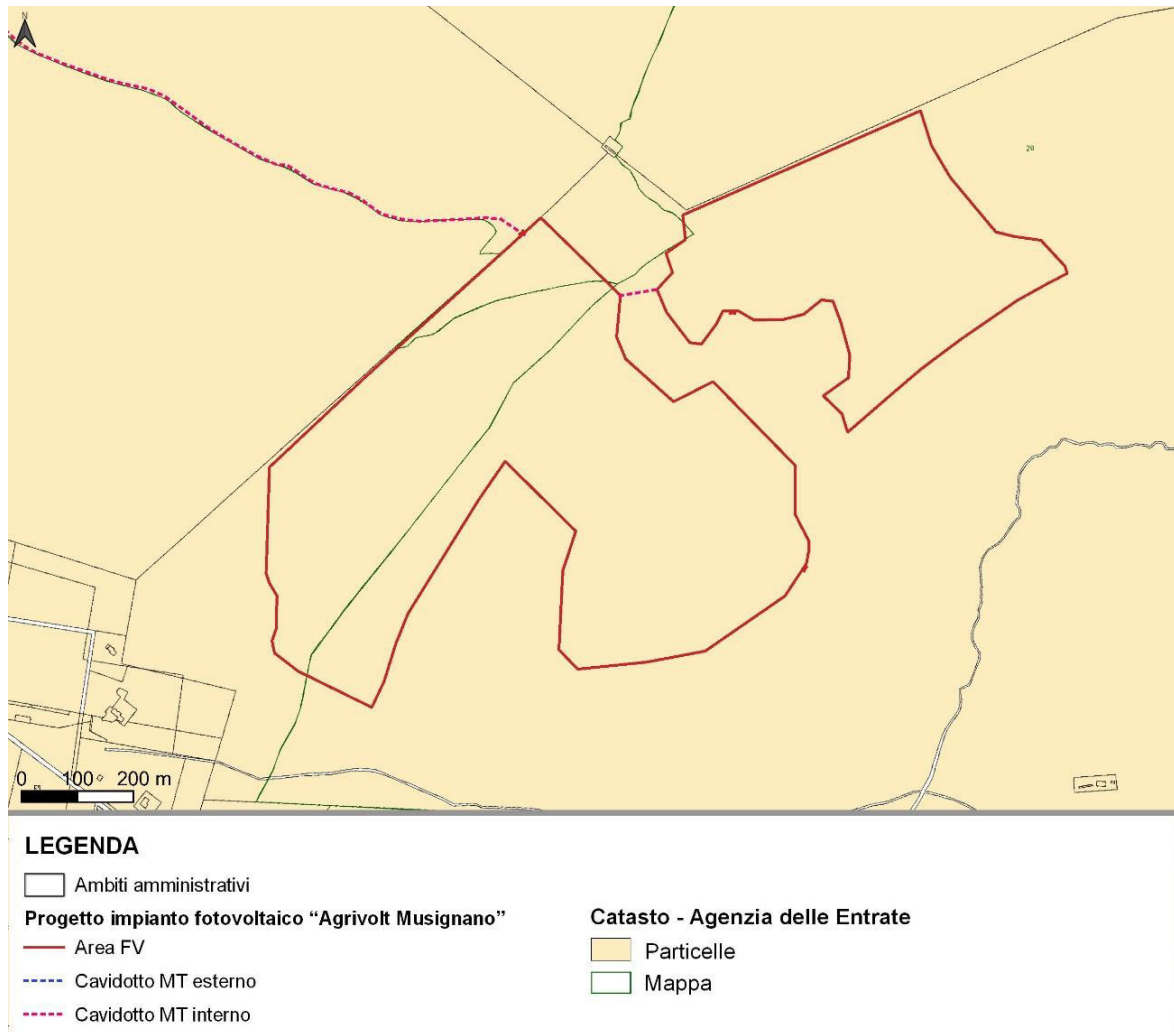 N
20
0 100 200 m
LEGENDA
Ambiti amministrativi
Progetto impianto fotovoltaico “Agrivolt Musignano”
Area FV
Cavidotto MT esterno
Cavidotto MT interno
Catasto - Agenzia delle Entrate
Particelle
Mappa